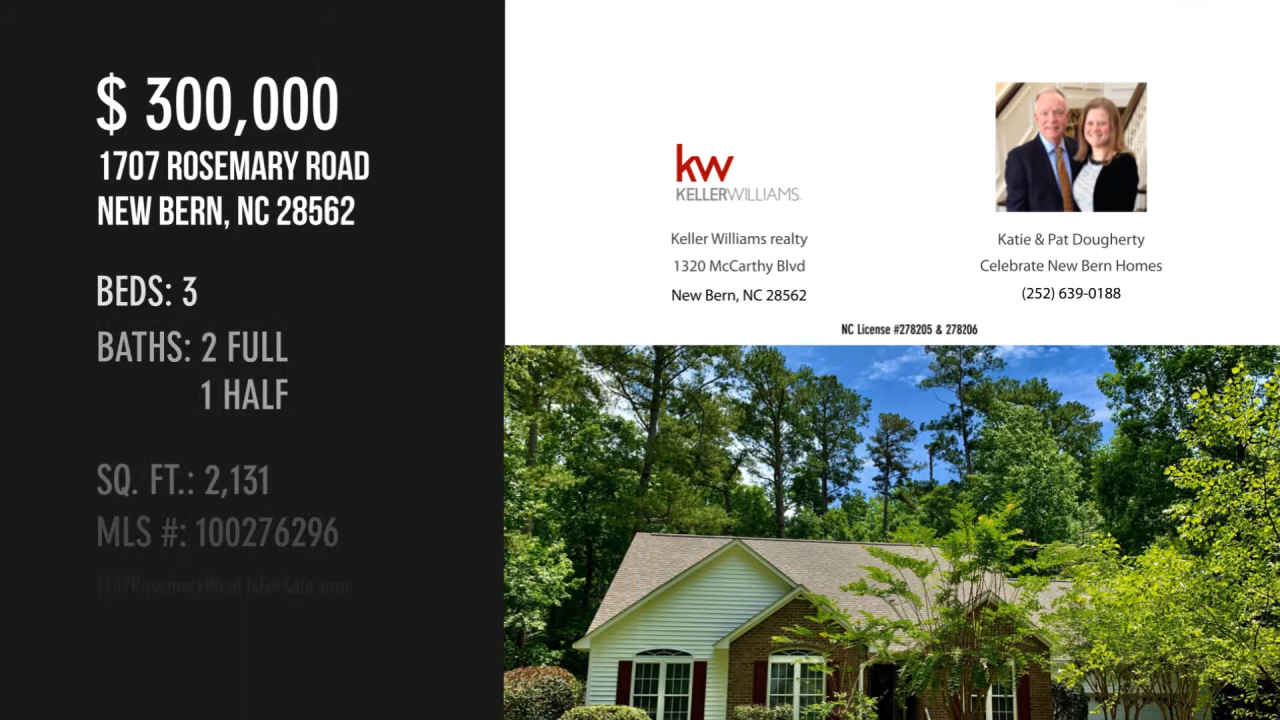 $ 300,000
1707 ROSEMARY ROAD
NEW BERN, NC 28562
BEDS: 3
BATHS: 2 FULL
1 HALF
SQ. FT.: 2,131
MLS #: 100276296
kw
KELLERWILLIAMS.
Keller Williams realty
1320 McCarthy Blvd
New Bern, NC 28562
Katie & Pat Dougherty
Celebrate New Bern Homes
(252) 639-0188
NC License #278205 & 278206